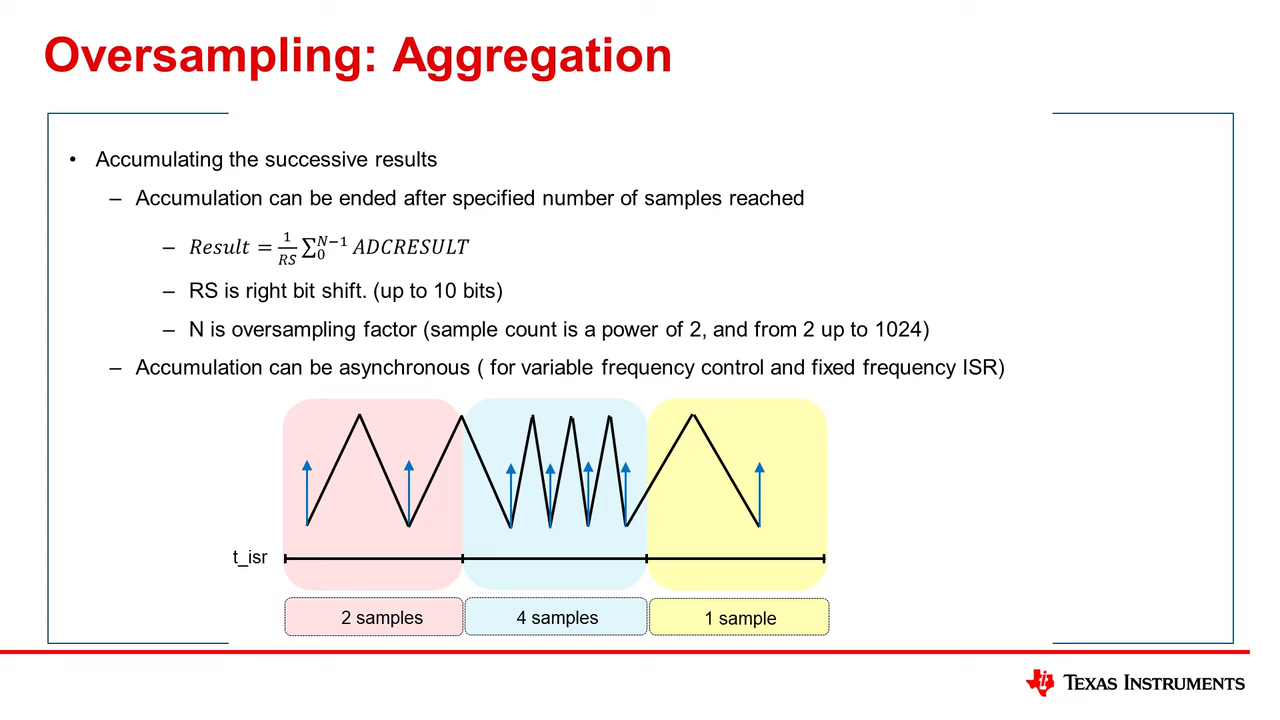 Oversampling: Aggregation
• Accumulating the successive results
– Accumulation can be ended after specified number of samples reached
– 𝑅𝑒𝑠𝑢𝑙𝑡 = 1/𝑅𝑆 ∑₀ᴺ⁻¹ 𝐴𝐷𝐶𝑅𝐸𝑆𝑈𝐿𝑇
– RS is right bit shift. (up to 10 bits)
– N is oversampling factor (sample count is a power of 2, and from 2 up to 1024)
– Accumulation can be asynchronous ( for variable frequency control and fixed frequency ISR)
t_isr
2 samples
4 samples
1 sample
TEXAS INSTRUMENTS